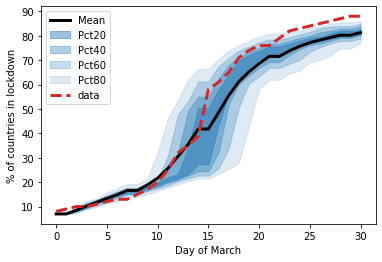 90
80
70
60
50
40
30
20
10
% of countries in lockdown
Mean
Pct20
Pct40
Pct60
Pct80
data
0 5 10 15 20 25 30
Day of March